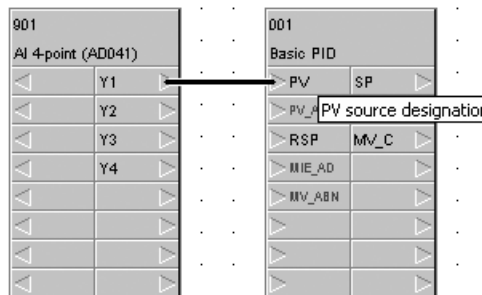 901
AI 4-point (AD041)
Y1
Y2
Y3
Y4
001
Basic PID
PV SP
PV_A
PV source designation
RSP MV_C
MIE_AD
MV_ABN